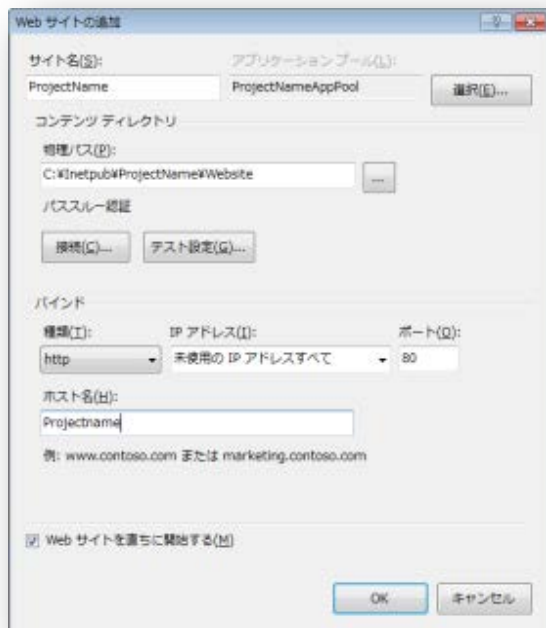 Web サイトの追加
サイト名(S):
アプリケーション プール(L):
ProjectName
ProjectNameAppPool
選択(E)...
コンテンツ ディレクトリ
物理パス(P):
C:¥Inetpub¥ProjectName¥Website
...
パススルー認証
接続(C)...
テスト設定(G)...
バインド
種類(T):
IP アドレス(I):
ポート(O):
http
未使用の IP アドレスすべて
80
ホスト名(H):
Projectname
例: www.contoso.com または marketing.contoso.com
Web サイトを直ちに開始する(M)
OK
キャンセル